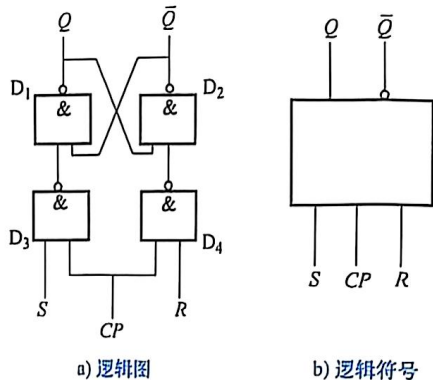 Q Q̄ Q Q̄
D₁ & & D₂
D₃ & & D₄
S CP R S CP R
a) 逻辑图 b) 逻辑符号